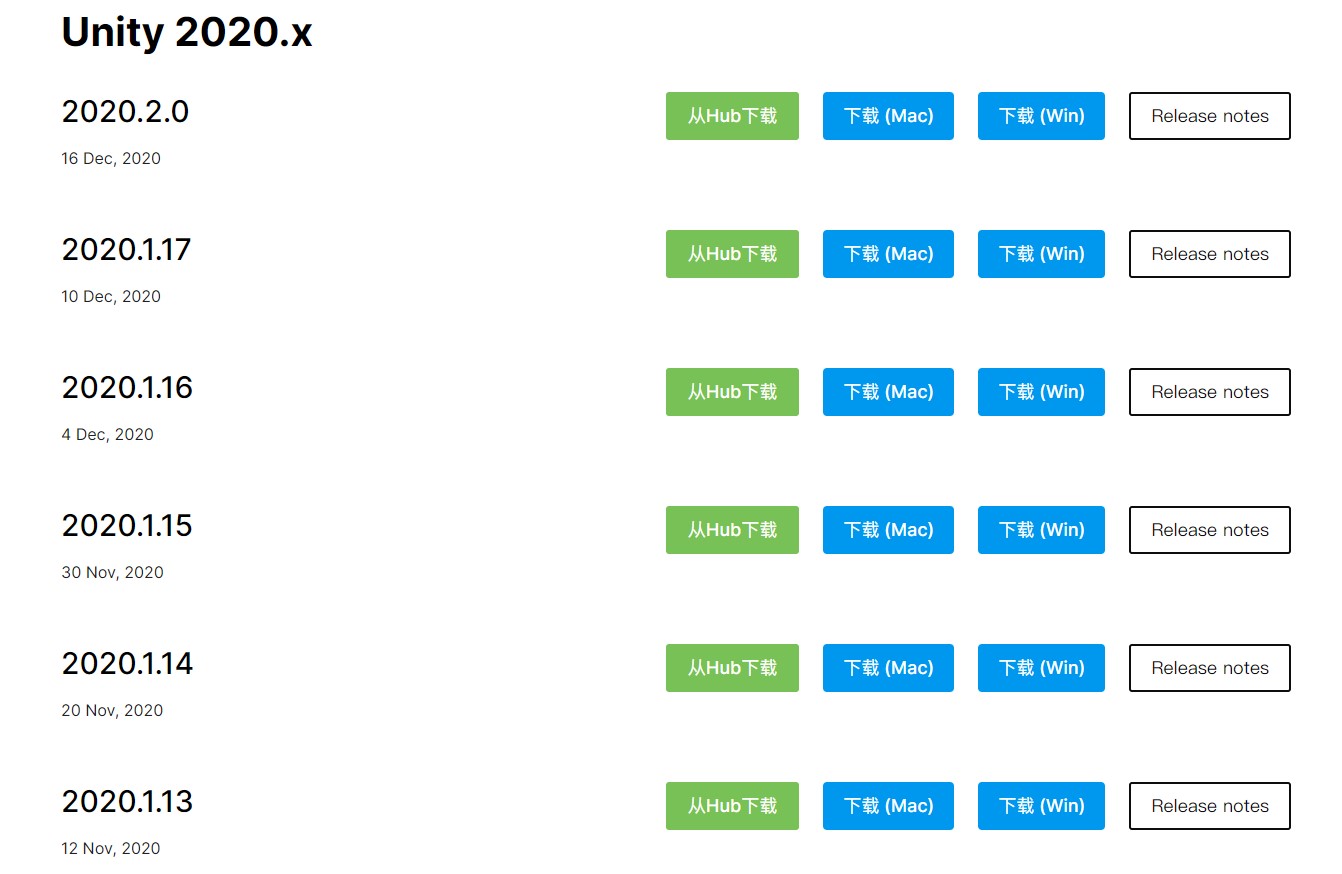 Unity 2020.x
2020.2.0
从Hub下载 下载 (Mac) 下载 (Win) Release notes
16 Dec, 2020
2020.1.17
从Hub下载 下载 (Mac) 下载 (Win) Release notes
10 Dec, 2020
2020.1.16
从Hub下载 下载 (Mac) 下载 (Win) Release notes
4 Dec, 2020
2020.1.15
从Hub下载 下载 (Mac) 下载 (Win) Release notes
30 Nov, 2020
2020.1.14
从Hub下载 下载 (Mac) 下载 (Win) Release notes
20 Nov, 2020
2020.1.13
从Hub下载 下载 (Mac) 下载 (Win) Release notes
12 Nov, 2020